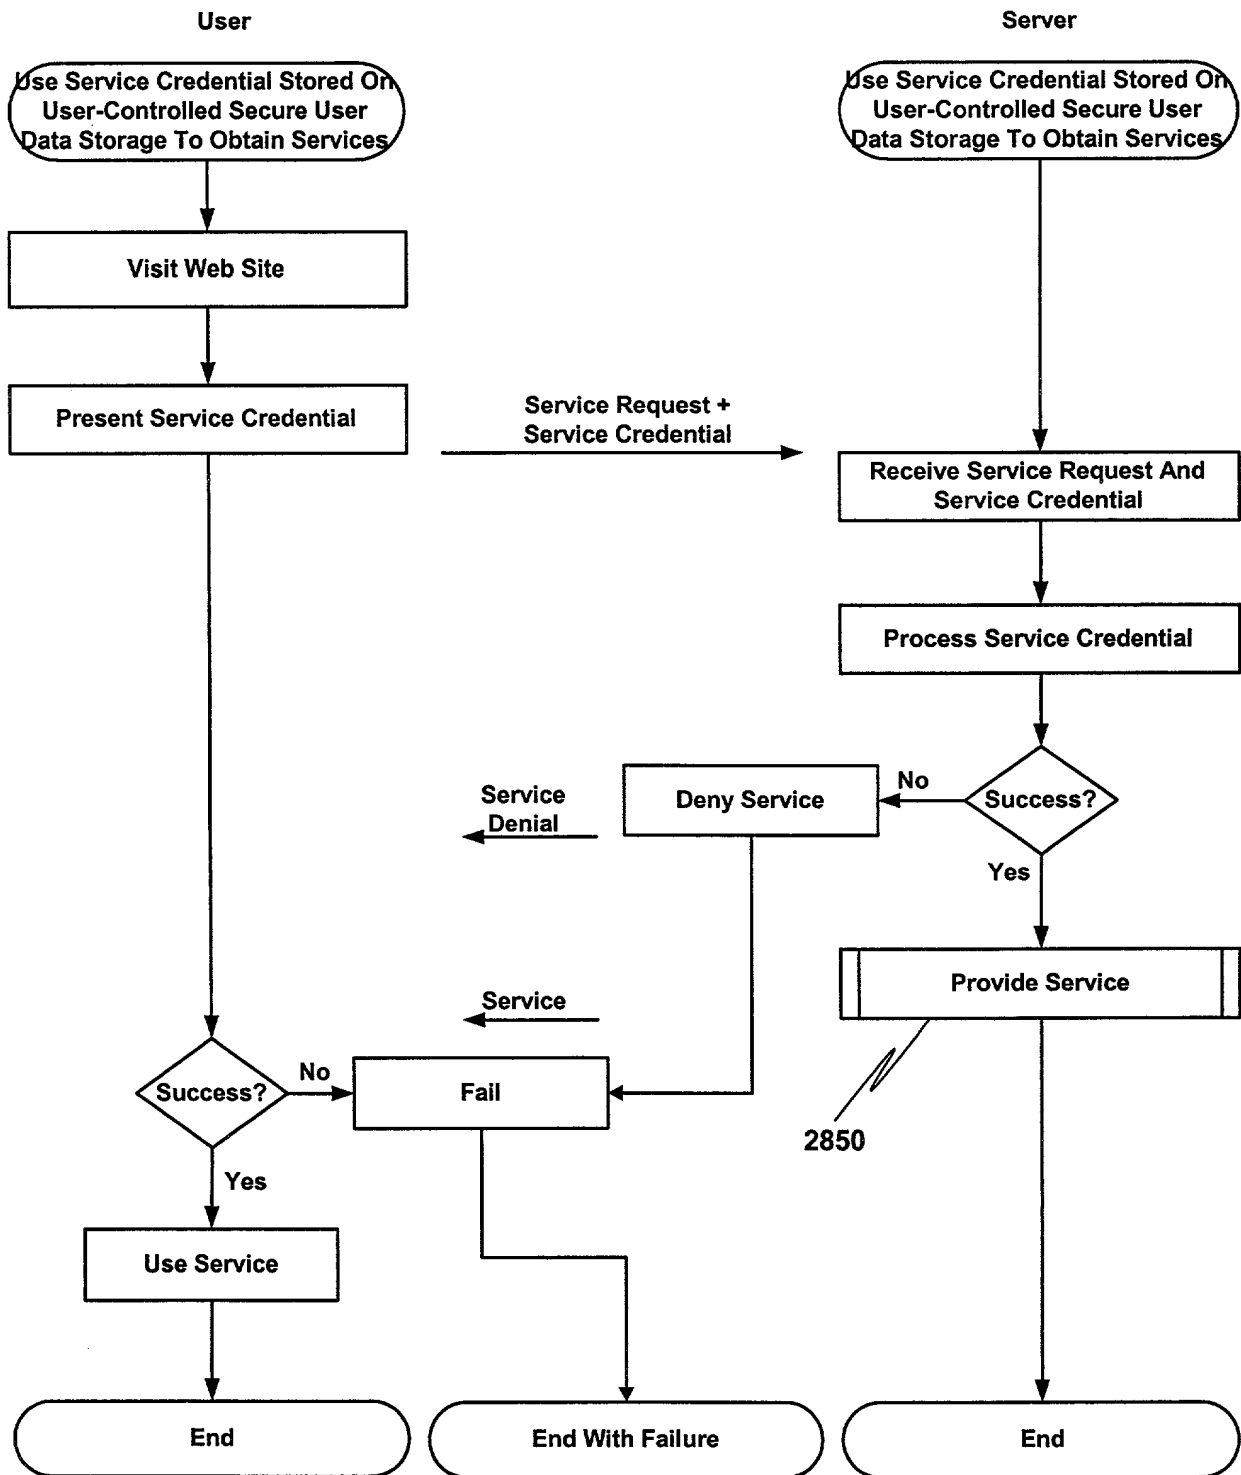 User
Server
Use Service Credential Stored On
User-Controlled Secure User
Data Storage To Obtain Services
Use Service Credential Stored On
User-Controlled Secure User
Data Storage To Obtain Services
Visit Web Site
Present Service Credential
Service Request +
Service Credential
Receive Service Request And
Service Credential
Process Service Credential
Success?
No
Deny Service
Service
Denial
Yes
Provide Service
2850
Service
Success?
No
Fail
Yes
Use Service
End
End With Failure
End